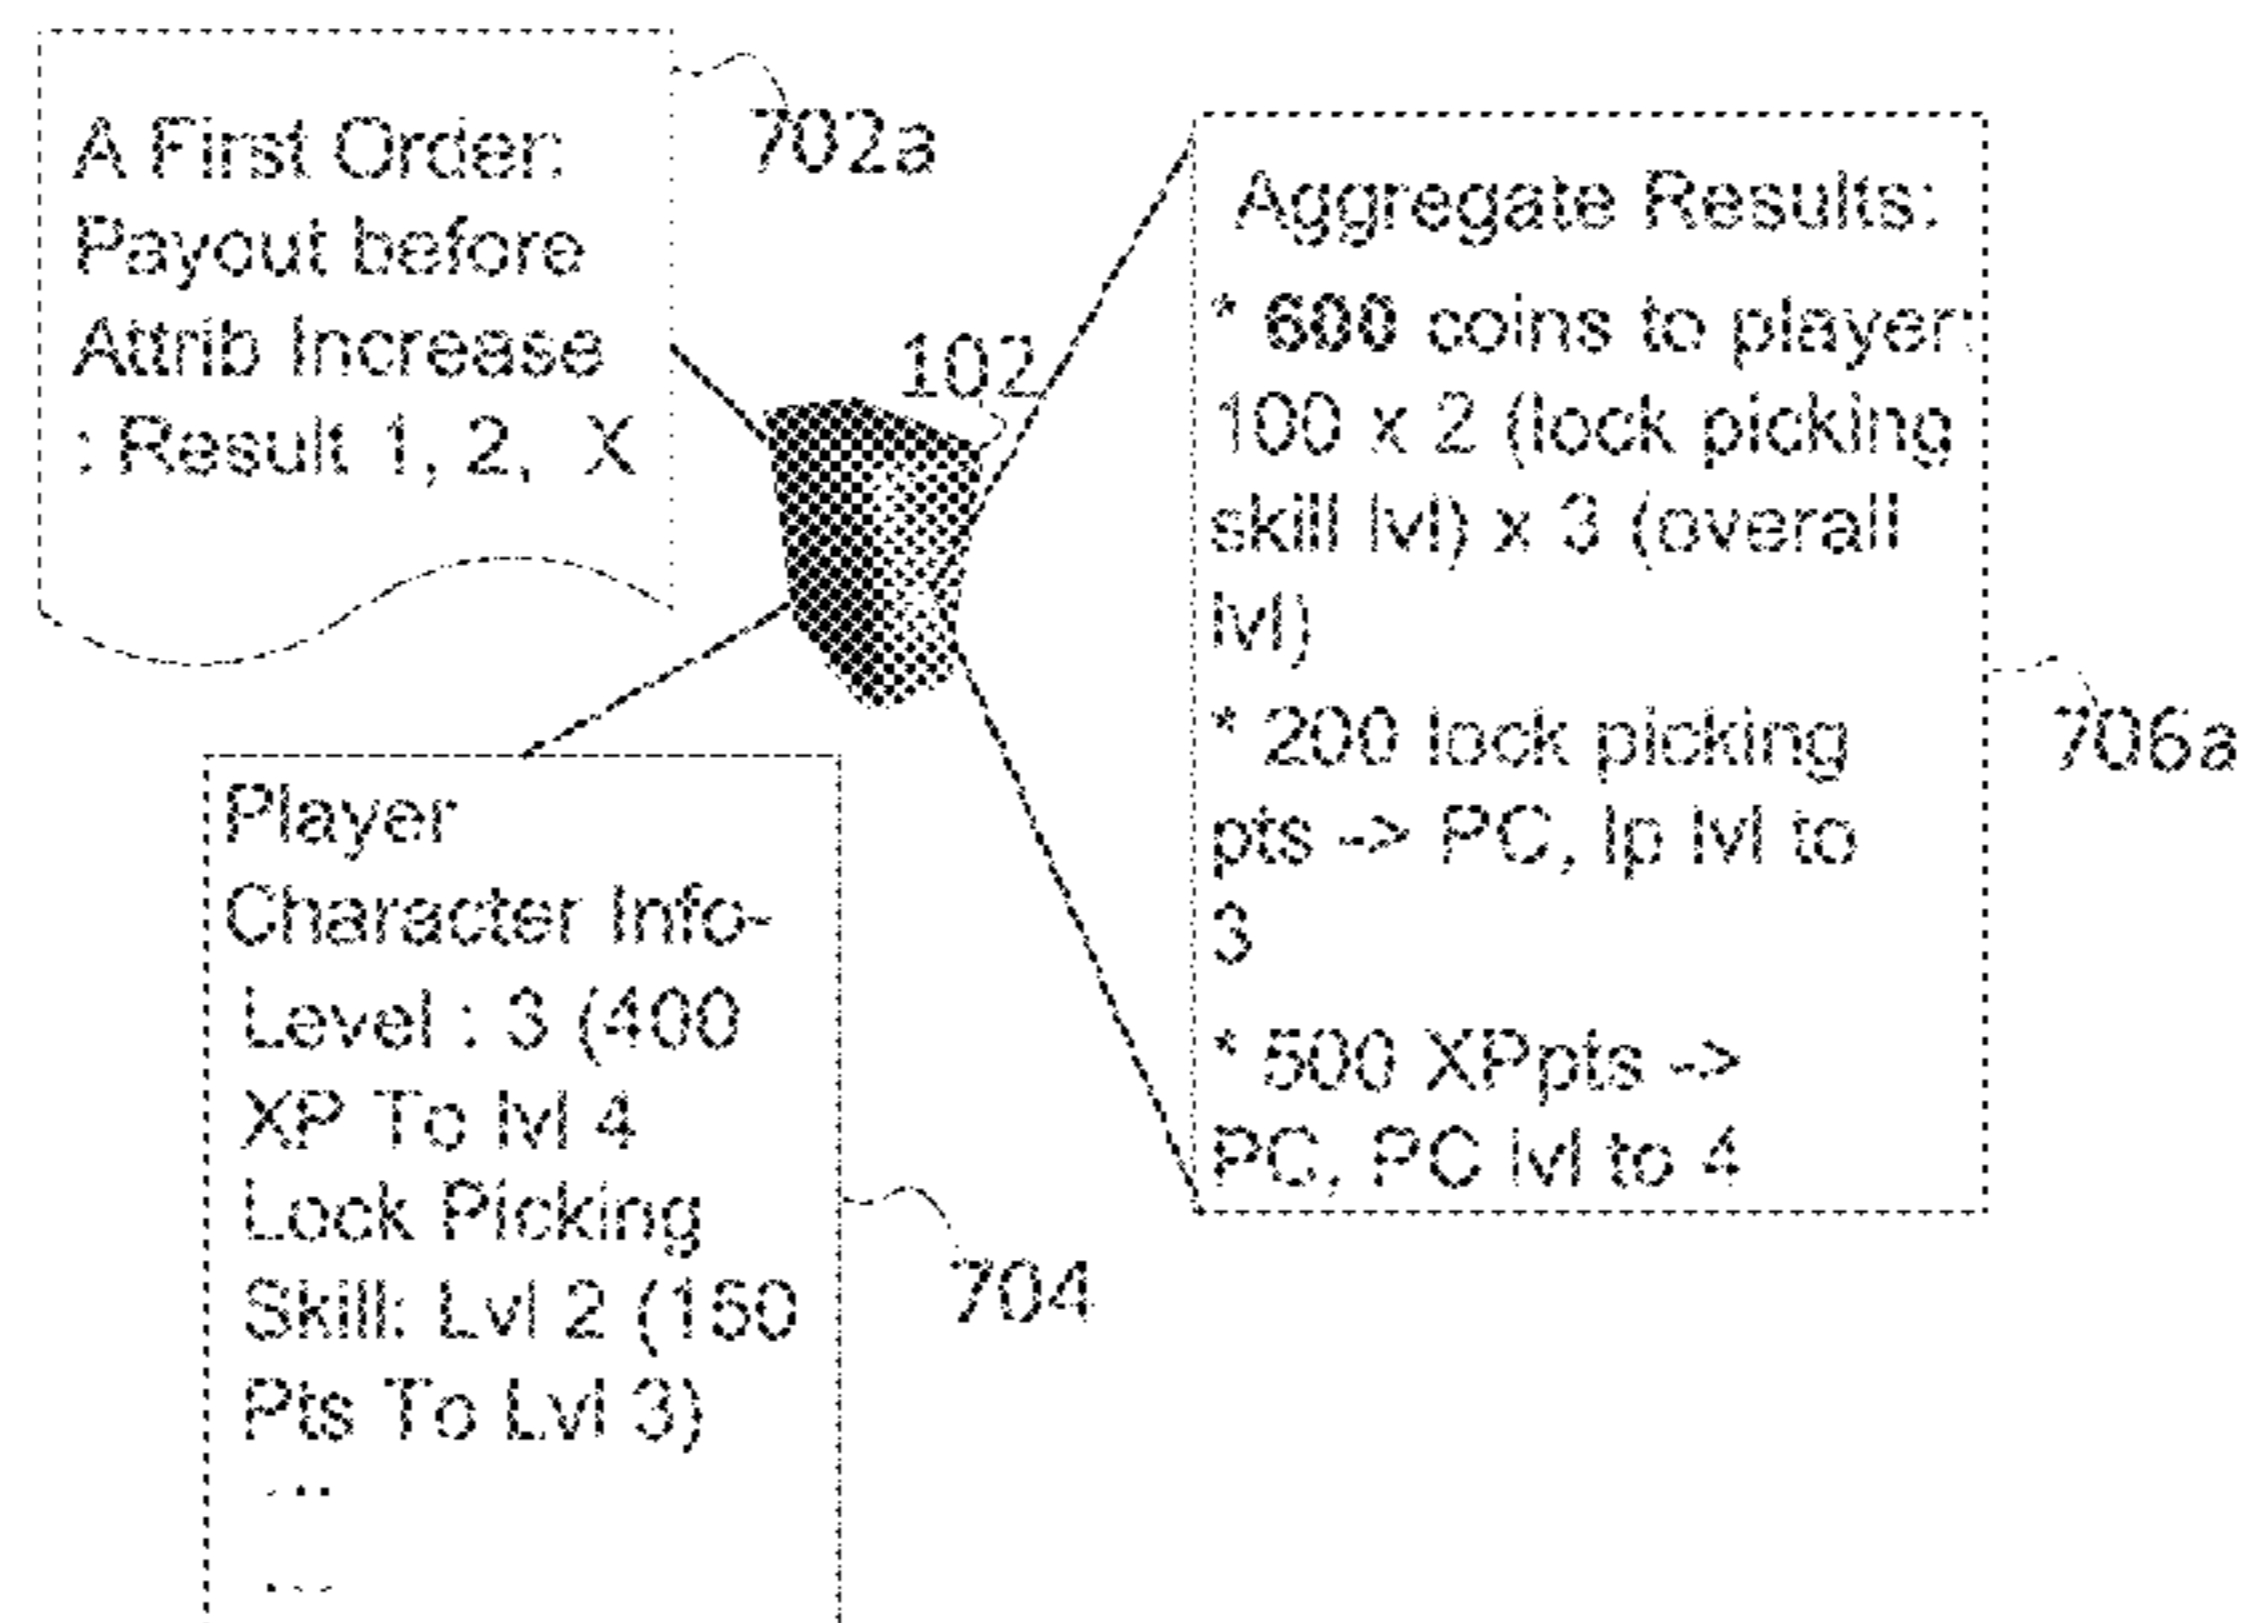 A First Order:
Payout before
Attrib Increase
: Result 1, 2, X
702a
102
Aggregate Results:
* 600 coins to player:
100 x 2 (lock picking
skill lvl) x 3 (overall
lvl)
* 200 lock picking
pts -> PC, lp lvl to
3
* 500 XPpts ->
PC, PC lvl to 4
706a
Player
Character Info-
Level : 3 (400
XP To lvl 4
Lock Picking
Skill: Lvl 2 (150
Pts To Lvl 3)
...
...
704